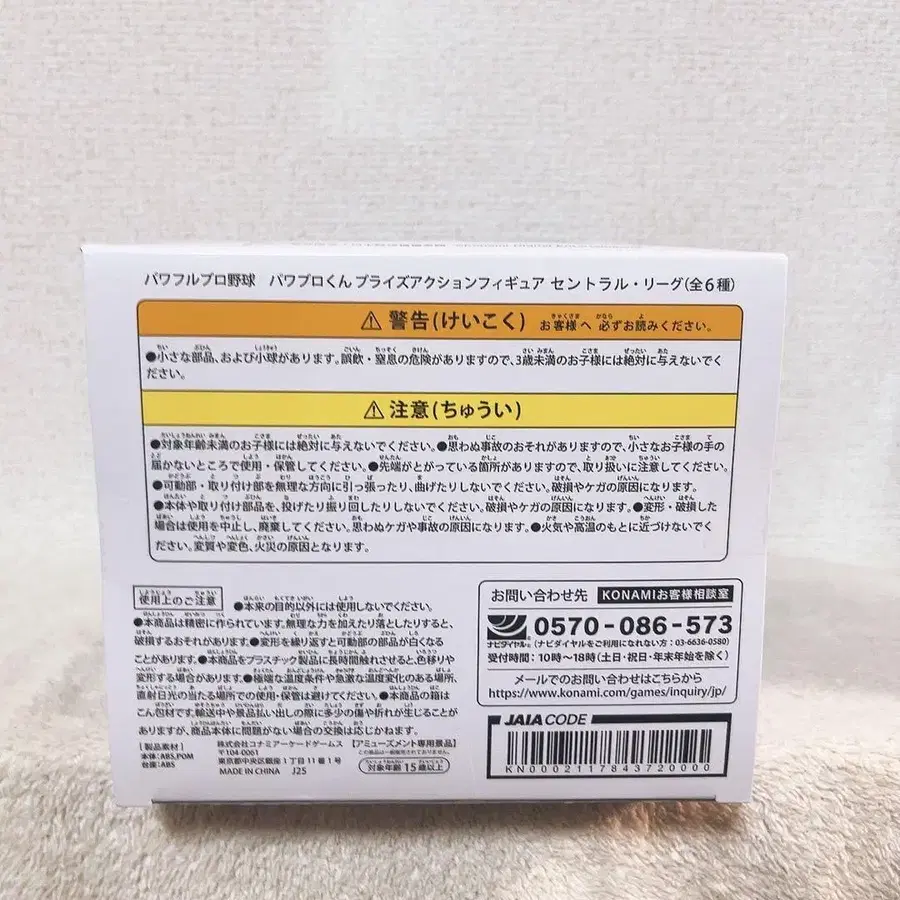 パワフルプロ野球　パワプロくん プライズアクションフィギュア セントラル・リーグ(全6種)
⚠ 警告(けいこく) お客様へ 必ずお読みください。
●小さな部品、および小球があります。誤飲・窒息の危険がありますので、3歳未満のお子様には絶対に与えないで
ください。
⚠ 注意(ちゅうい)
●対象年齢未満のお子様には絶対に与えないでください。●思わぬ事故のおそれがありますので、小さなお子様の手の
届かないところで使用・保管してください。●先端がとがっている箇所がありますので、取り扱いに注意してください。
●可動部・取り付け部を無理な方向に引っ張ったり、曲げたりしないでください。破損やケガの原因になります。
●本体や取り付け部品を、投げたり振り回したりしないでください。破損やケガの原因になります。●変形・破損した
場合は使用を中止し、廃棄してください。思わぬケガや事故の原因になります。●火気や高温のもとに近づけないでく
ださい。変質や変色、火災の原因となります。
使用上のご注意 ●本来の目的以外には使用しないでください。
●本商品は精密に作られています。無理な力を加えたり落としたりすると、
破損するおそれがあります。●変形を繰り返すと可動部の部品が白くなる
ことがあります。●本商品をプラスチック製品に長時間触れさせると、色移りや
変形する場合があります。●極端な温度条件や急激な温度変化のある場所、
直射日光の当たる場所での使用・保管は避けてください。●本商品の箱は
こん包材です。輸送中や景品払い出しの際に多少の傷や折れが生じることが
ありますが、商品本体に問題がない場合の交換は応じかねます。
[製品素材]
本体:ABS,POM
台座:ABS
株式会社コナミアーケードゲームス
〒104-0061
東京都中央区銀座1丁目11番1号
MADE IN CHINA J25
【アミューズメント専用景品】
この商品は一般販売されておりません。
対象年齢 15歳以上
お問い合わせ先 KONAMIお客様相談室
ナビダイヤル® 0570-086-573
(ナビダイヤルをご利用になれない方:03-6636-0580)
受付時間:10時〜18時(土日・祝日・年末年始を除く)
メールでのお問い合わせはこちらから
https://www.konami.com/games/inquiry/jp/
JAIA CODE
KN00021178437200​00